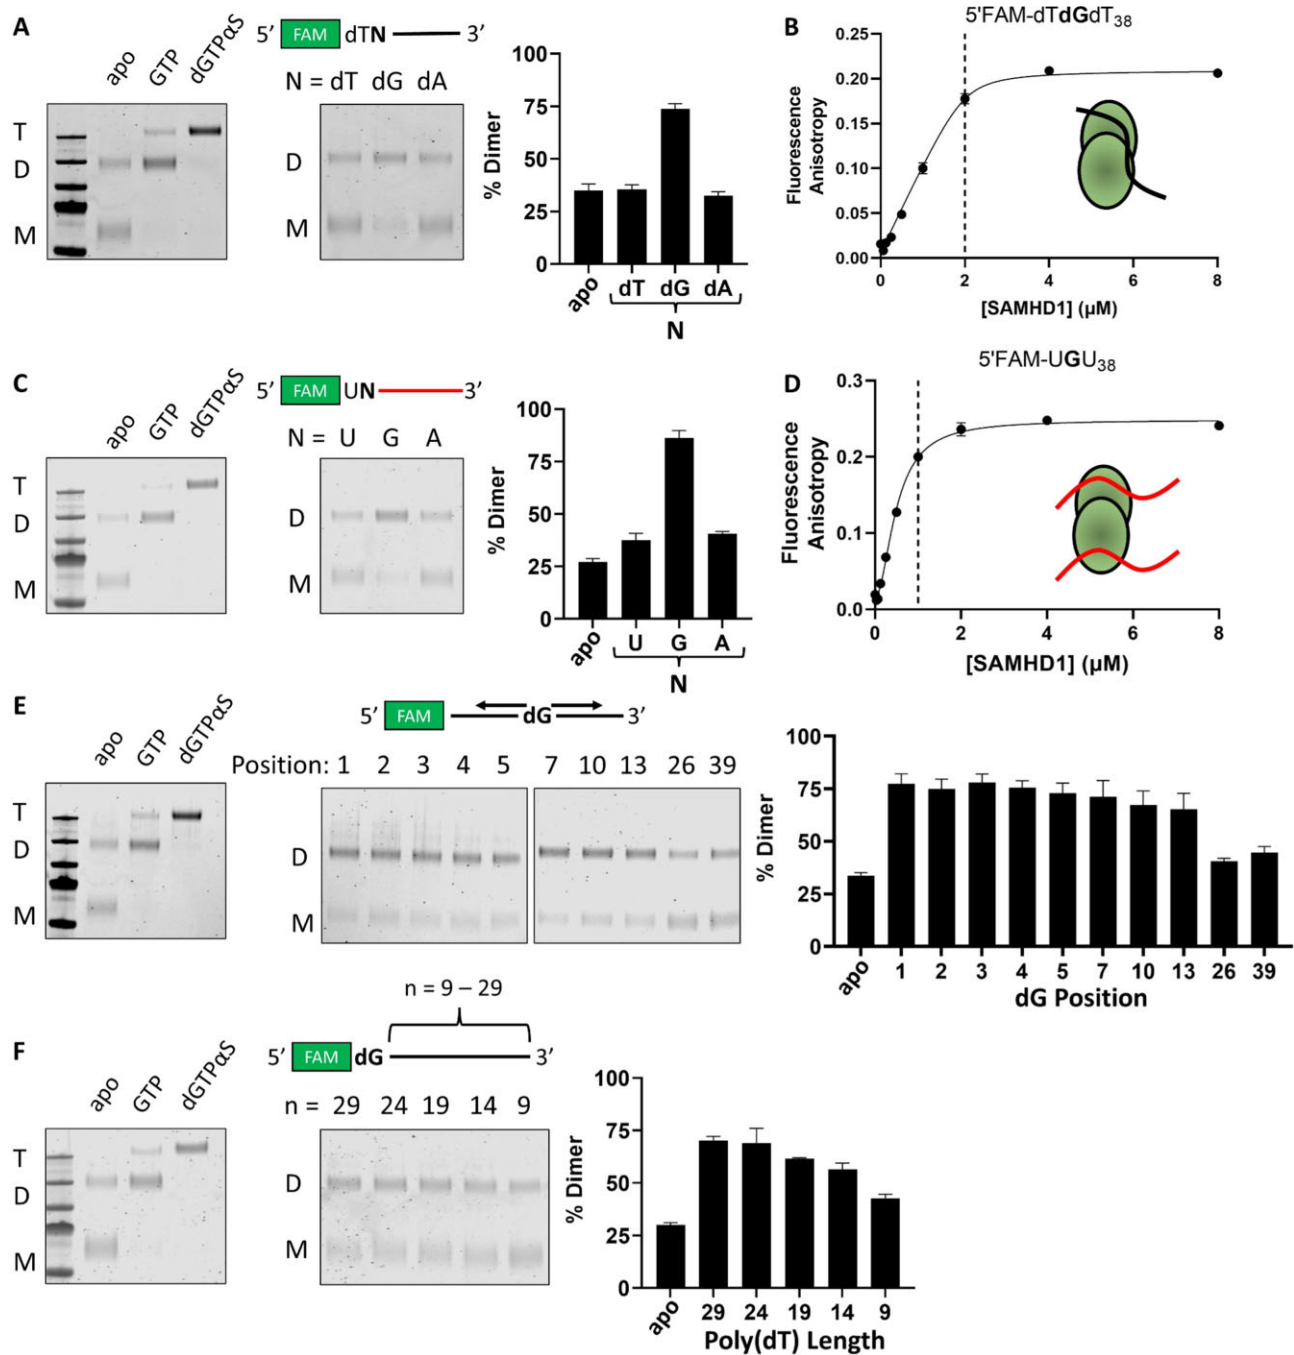 A
apo GTP dGTPαS
T
D
M
5' FAM dTN 3'
N = dT dG dA
D
M
% Dimer
100
75
50
25
0
apo dT dG dA
N
B
5'FAM-dTdGdT38
Fluorescence
Anisotropy
0.25
0.20
0.15
0.10
0.05
0.00
0 2 4 6 8
[SAMHD1] (µM)
C
apo GTP dGTPαS
T
D
M
5' FAM UN 3'
N = U G A
D
M
% Dimer
100
75
50
25
0
apo U G A
N
D
5'FAM-UGU38
Fluorescence
Anisotropy
0.3
0.2
0.1
0.0
0 2 4 6 8
[SAMHD1] (µM)
E
apo GTP dGTPαS
T
D
M
5' FAM dG 3'
Position: 1 2 3 4 5 7 10 13 26 39
D
M
% Dimer
100
75
50
25
0
apo 1 2 3 4 5 7 10 13 26 39
dG Position
F
apo GTP dGTPαS
T
D
M
n = 9 – 29
5' FAM dG 3'
n = 29 24 19 14 9
D
M
% Dimer
100
75
50
25
0
apo 29 24 19 14 9
Poly(dT) Length